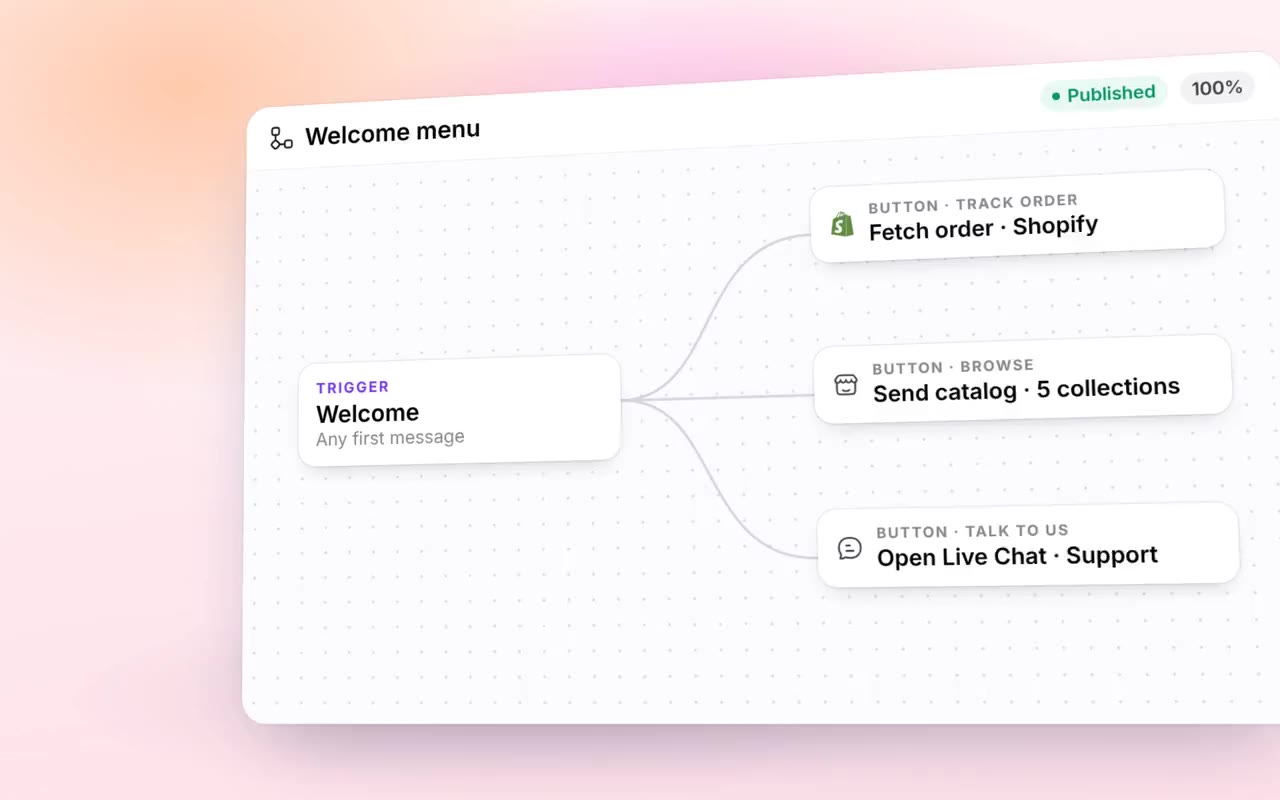 Welcome menu
Published
100%
BUTTON · TRACK ORDER
Fetch order · Shopify
TRIGGER
Welcome
Any first message
BUTTON · BROWSE
Send catalog · 5 collections
BUTTON · TALK TO US
Open Live Chat · Support